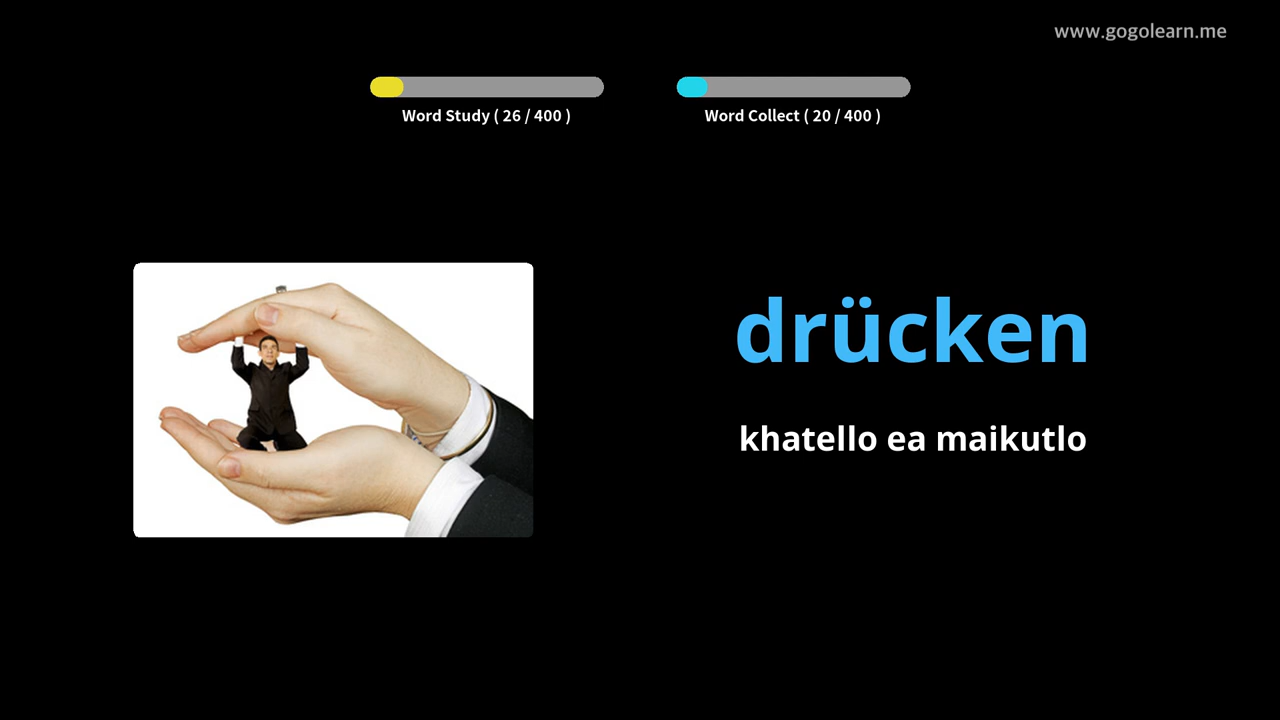 www.gogolearn.me
Word Study ( 26 / 400 )
Word Collect ( 20 / 400 )
drücken
khatello ea maikutlo